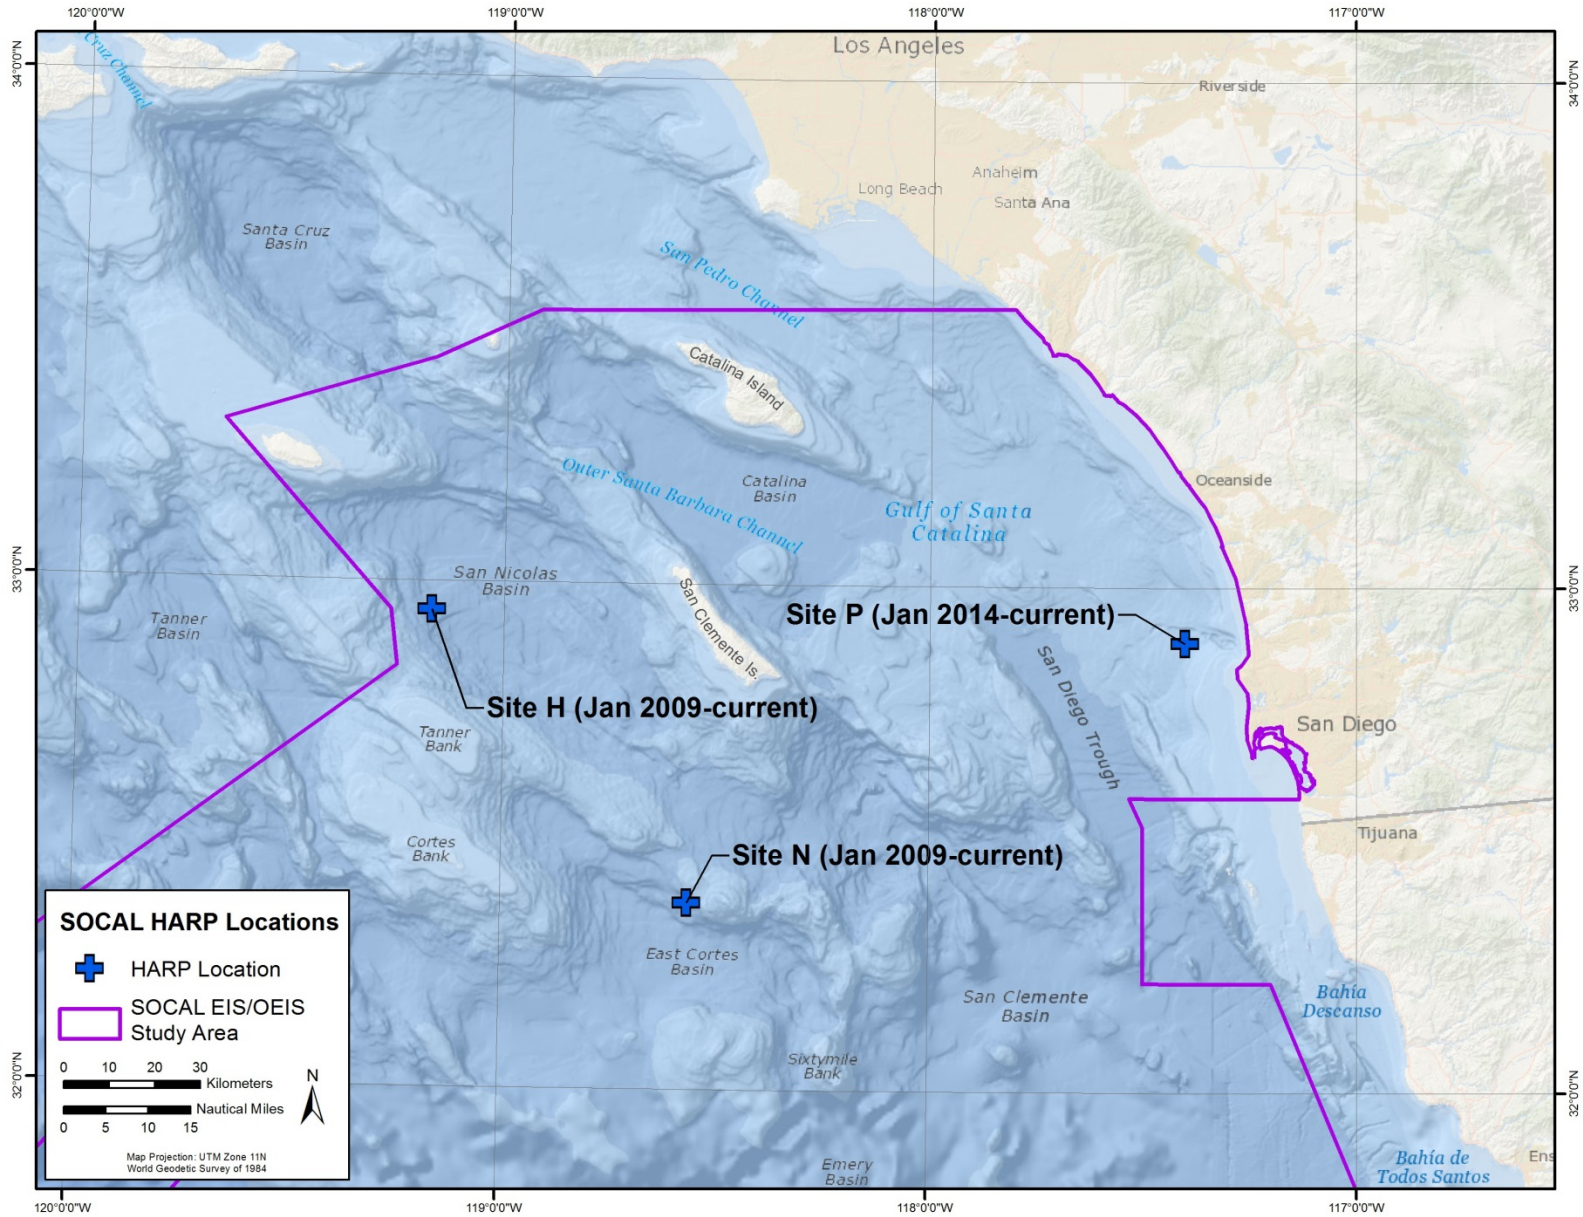 120°0'0"W
119°0'0"W
118°0'0"W
117°0'0"W
34°0'0"N
34°0'0"N
Cruz Channel
Los Angeles
Riverside
Anaheim
Long Beach
Santa Ana
Santa Cruz
Basin
San Pedro Channel
Catalina Island
Outer Santa Barbara Channel
Catalina
Basin
Oceanside
Gulf of Santa
Catalina
33°0'0"N
33°0'0"N
San Nicolas
Basin
Tanner
Basin
San Clemente Is.
Site P (Jan 2014-current)
San Diego Trough
Site H (Jan 2009-current)
San Diego
Tanner
Bank
Cortes
Bank
Site N (Jan 2009-current)
Tijuana
East Cortes
Basin
San Clemente
Basin
Bahía
Descanso
Sixtymile
Bank
32°0'0"N
32°0'0"N
Emery
Basin
Bahía de
Todos Santos
Ens
SOCAL HARP Locations
HARP Location
SOCAL EIS/OEIS
Study Area
0 10 20 30
Kilometers
Nautical Miles
0 5 10 15
N
Map Projection: UTM Zone 11N
World Geodetic Survey of 1984
120°0'0"W
119°0'0"W
118°0'0"W
117°0'0"W